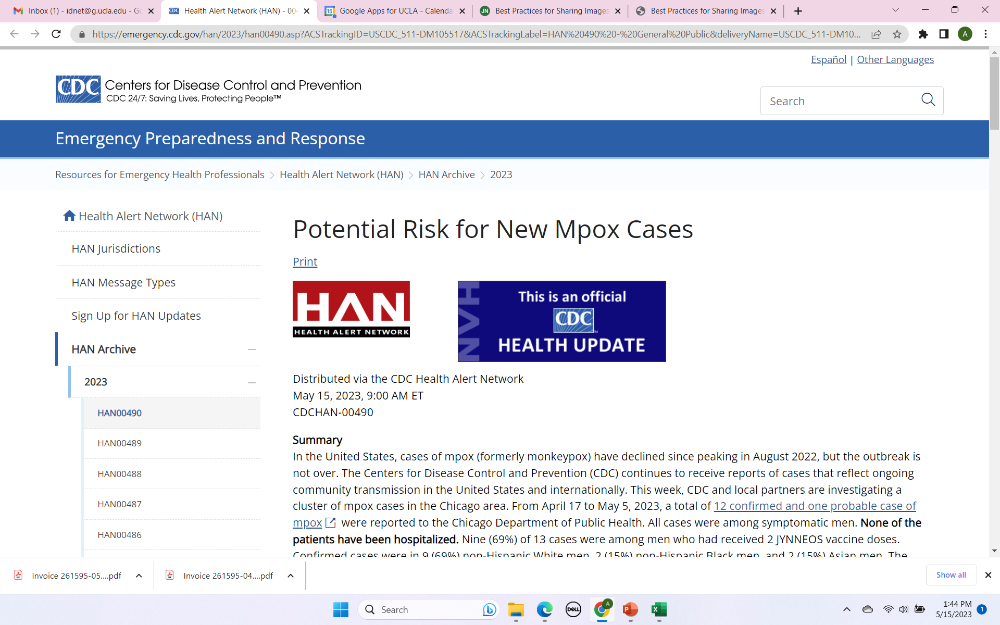 Inbox (1) - idnet@g.ucla.edu - Go
Health Alert Network (HAN) - 004
Google Apps for UCLA - Calenda
Best Practices for Sharing Images
Best Practices for Sharing Images
https://emergency.cdc.gov/han/2023/han00490.asp?ACSTrackingID=USCDC_511-DM105517&ACSTrackingLabel=HAN%20490%20-%20General%20Public&deliveryName=USCDC_511-DM10...
A
Español | Other Languages
CDC Centers for Disease Control and Prevention
CDC 24/7: Saving Lives, Protecting People™
Search
Emergency Preparedness and Response
Resources for Emergency Health Professionals > Health Alert Network (HAN) > HAN Archive > 2023
Health Alert Network (HAN)
HAN Jurisdictions
HAN Message Types
Sign Up for HAN Updates
HAN Archive
2023
HAN00490
HAN00489
HAN00488
HAN00487
HAN00486
Potential Risk for New Mpox Cases
Print
HAN
HEALTH ALERT NETWORK
HAN
This is an official
CDC
HEALTH UPDATE
Distributed via the CDC Health Alert Network
May 15, 2023, 9:00 AM ET
CDCHAN-00490
Summary
In the United States, cases of mpox (formerly monkeypox) have declined since peaking in August 2022, but the outbreak is
not over. The Centers for Disease Control and Prevention (CDC) continues to receive reports of cases that reflect ongoing
community transmission in the United States and internationally. This week, CDC and local partners are investigating a
cluster of mpox cases in the Chicago area. From April 17 to May 5, 2023, a total of 12 confirmed and one probable case of
mpox were reported to the Chicago Department of Public Health. All cases were among symptomatic men. None of the
patients have been hospitalized. Nine (69%) of 13 cases were among men who had received 2 JYNNEOS vaccine doses.
Confirmed cases were in 9 (69%) non-Hispanic White men, 2 (15%) non-Hispanic Black men, and 2 (15%) Asian men. The
Invoice 261595-05....pdf
Invoice 261595-04....pdf
Show all
Search
DELL
A
1:44 PM
5/15/2023
1